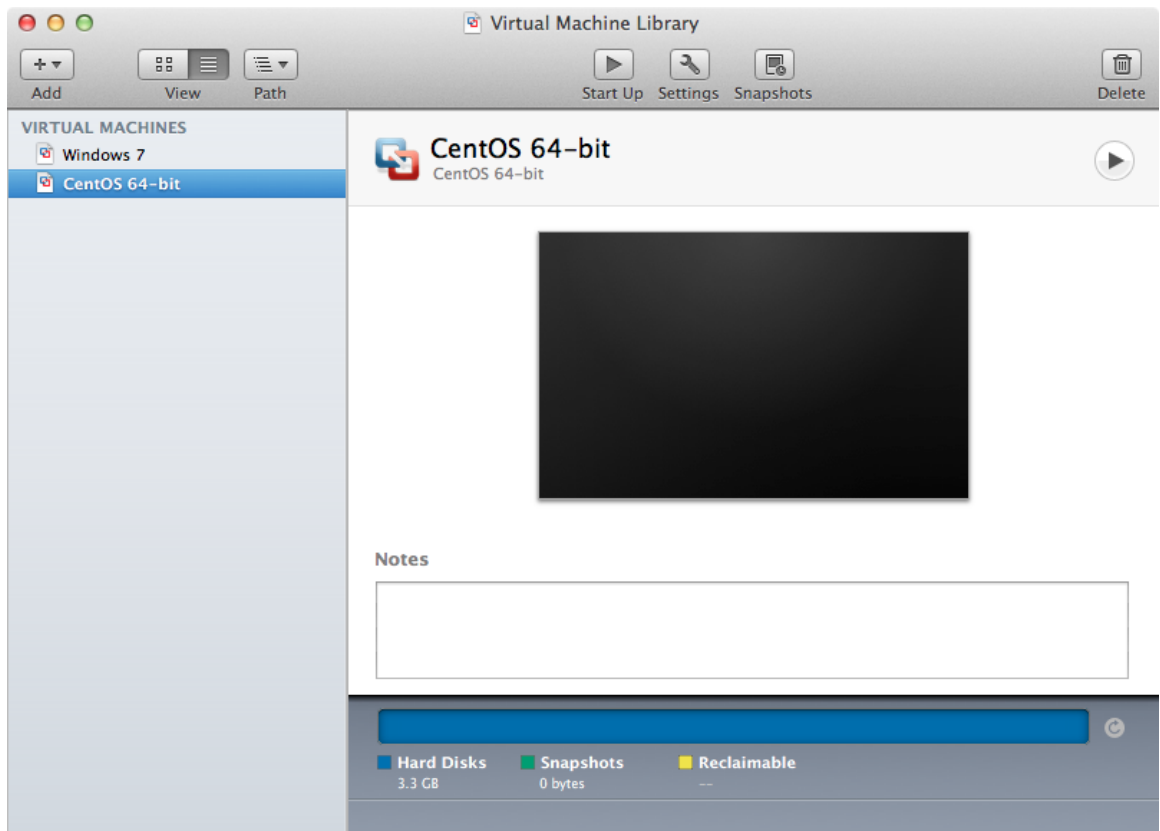 Virtual Machine Library
Add View Path Start Up Settings Snapshots Delete
VIRTUAL MACHINES
Windows 7
CentOS 64-bit
CentOS 64-bit
CentOS 64-bit
Notes
Hard Disks Snapshots Reclaimable
3.3 GB 0 bytes --